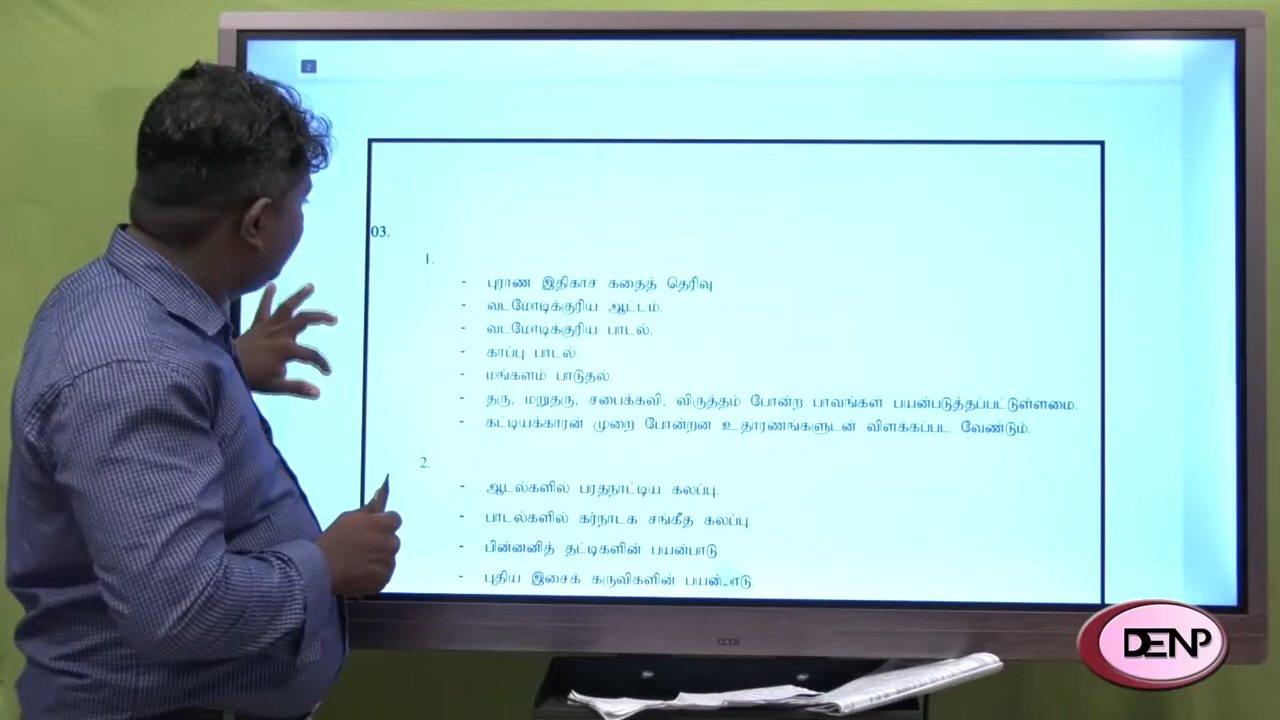 2
03.
1.
- புராண இதிகாச கதைத் தெரிவு
- வடமோடிக்குரிய ஆட்டம்.
- வடமோடிக்குரிய பாடல்.
- காப்பு பாடல்.
- மங்களம் பாடுதல்.
- தரு, மறுதரு, சபைக்கவி, விருத்தம் போன்ற பாவங்கள் பயன்படுத்தப்பட்டுள்ளமை.
- கட்டியக்காரன் முறை போன்றன உதாரணங்களுடன் விளக்கப்பட வேண்டும்.
2.
- ஆடல்களில் பரதநாட்டிய கலப்பு.
- பாடல்களில் கர்நாடக சங்கீத கலப்பு.
- பின்னனித் தட்டிகளின் பயன்பாடு
- புதிய இசைக் கருவிகளின் பயன்பாடு.
DENP